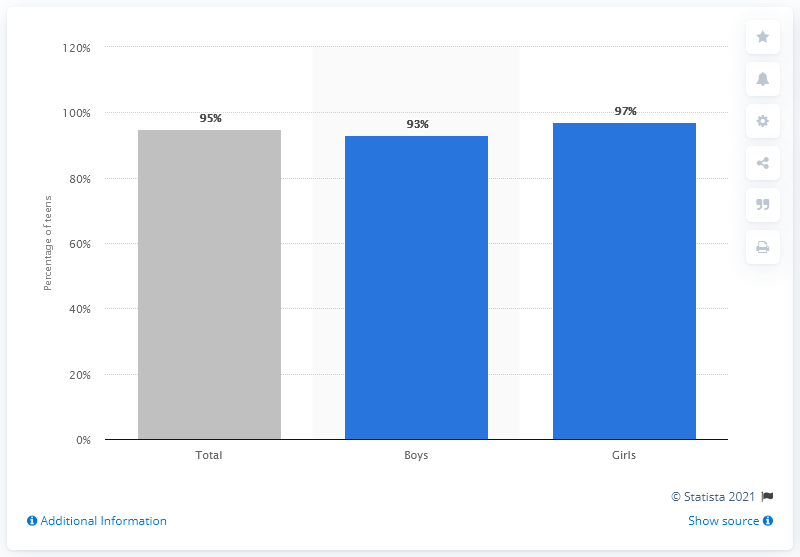 120%
100%
80%
60%
40%
20%
0%
Percentage of teens
95%
93%
97%
Total
Boys
Girls
© Statista 2021
Additional Information
Show source